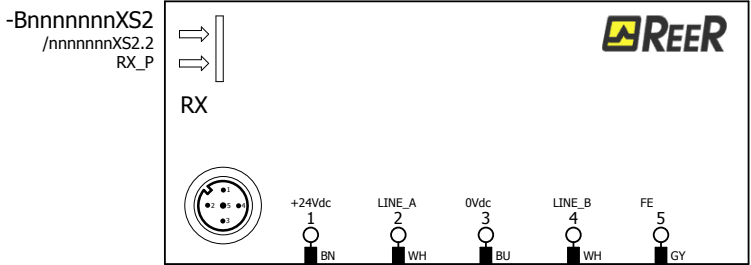 -BnnnnnnnXS2
/nnnnnnnXS2.2
RX_P
REER
RX
1
2 5 4
3
+24Vdc LINE_A 0Vdc LINE_B FE
1 2 3 4 5
BN WH BU WH GY